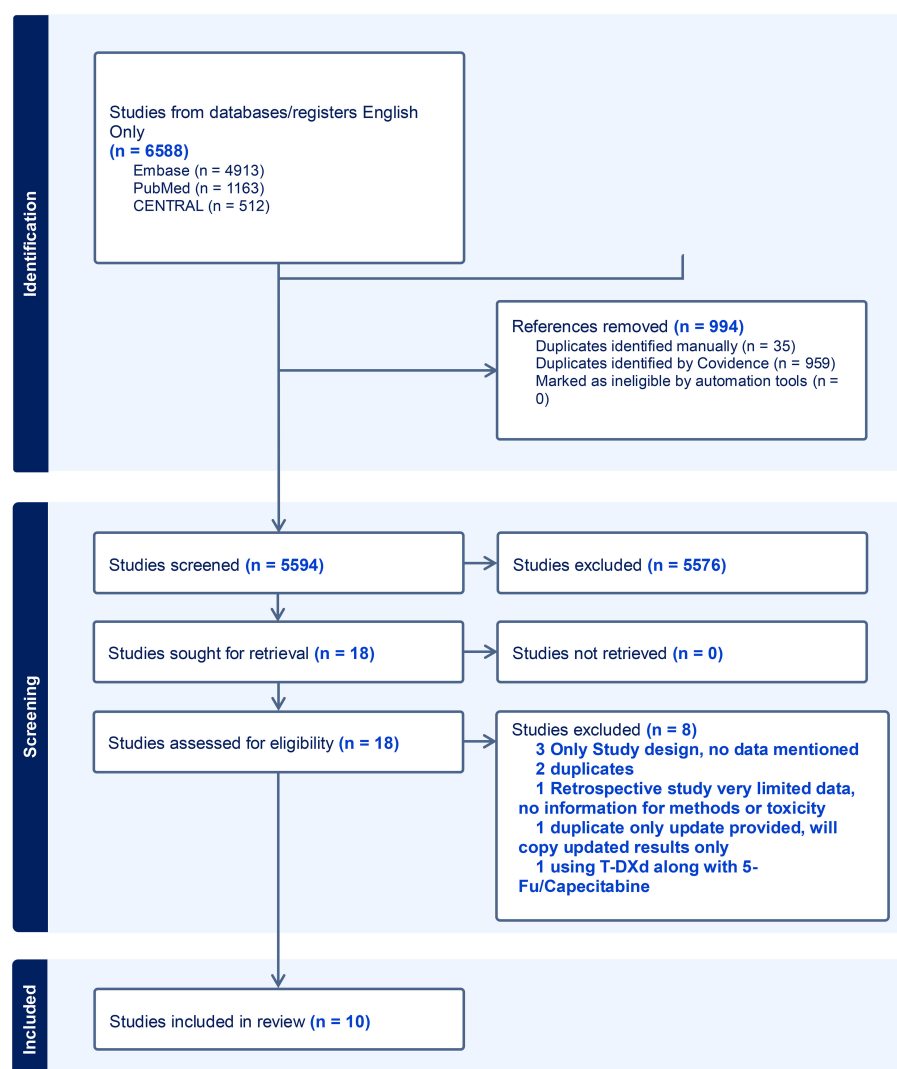 Identification
Studies from databases/registers English
Only
(n = 6588)
Embase (n = 4913)
PubMed (n = 1163)
CENTRAL (n = 512)
References removed (n = 994)
Duplicates identified manually (n = 35)
Duplicates identified by Covidence (n = 959)
Marked as ineligible by automation tools (n =
0)
Screening
Studies screened (n = 5594)
Studies excluded (n = 5576)
Studies sought for retrieval (n = 18)
Studies not retrieved (n = 0)
Studies assessed for eligibility (n = 18)
Studies excluded (n = 8)
3 Only Study design, no data mentioned
2 duplicates
1 Retrospective study very limited data,
no information for methods or toxicity
1 duplicate only update provided, will
copy updated results only
1 using T-DXd along with 5-
Fu/Capecitabine
Included
Studies included in review (n = 10)